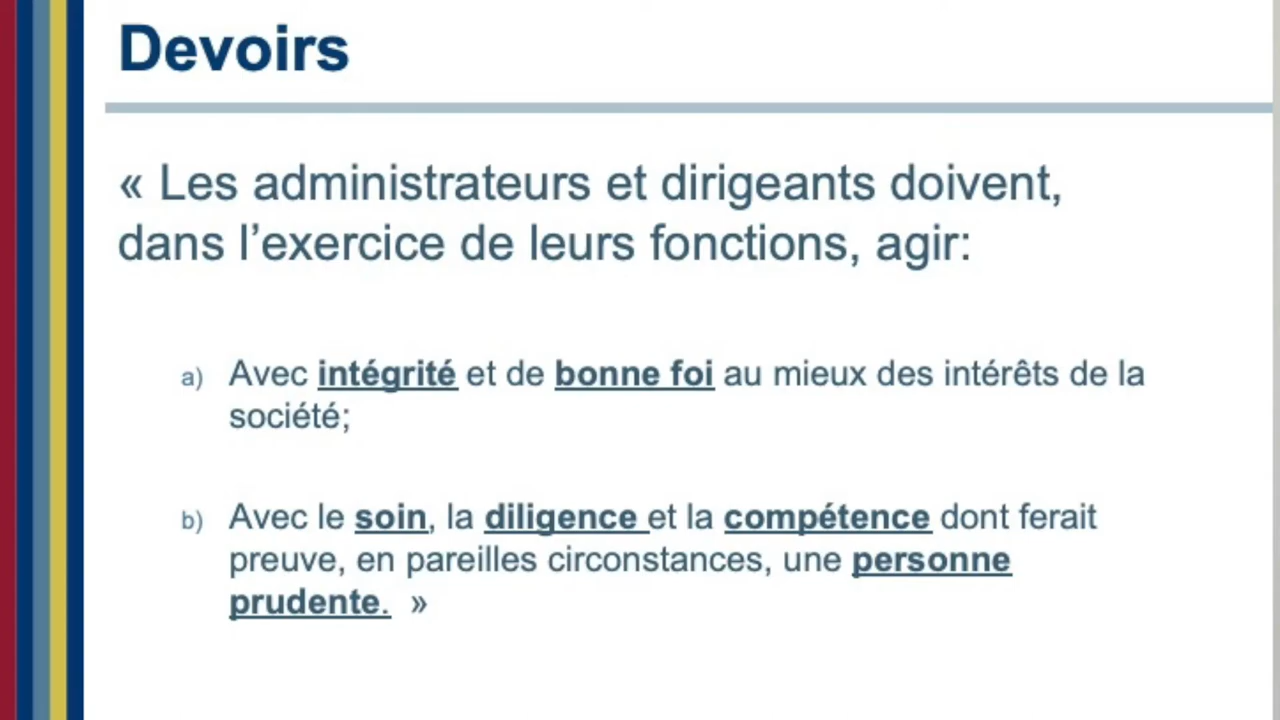 Devoirs
« Les administrateurs et dirigeants doivent,
dans l’exercice de leurs fonctions, agir:
a) Avec intégrité et de bonne foi au mieux des intérêts de la
société;
b) Avec le soin, la diligence et la compétence dont ferait
preuve, en pareilles circonstances, une personne
prudente. »